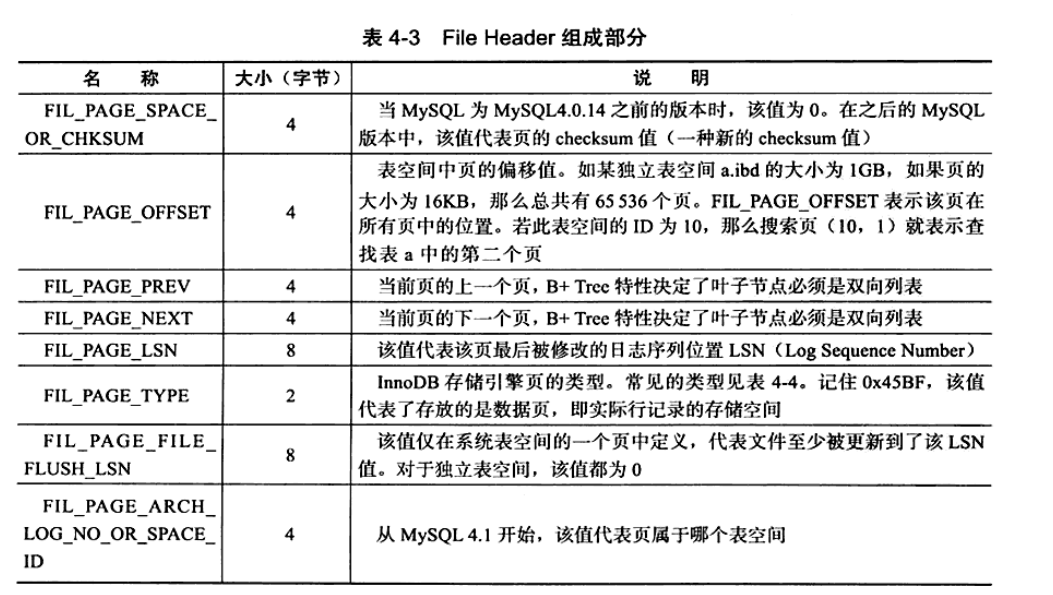 表 4-3 File Header 组成部分
名 称 大小（字节） 说 明
FIL_PAGE_SPACE_
OR_CHKSUM
4
当 MySQL 为 MySQL4.0.14 之前的版本时，该值为 0。在之后的 MySQL
版本中，该值代表页的 checksum 值（一种新的 checksum 值）
FIL_PAGE_OFFSET
4
表空间中页的偏移值。如某独立表空间 a.ibd 的大小为 1GB，如果页的
大小为 16KB，那么总共有 65 536 个页。FIL_PAGE_OFFSET 表示该页在
所有页中的位置。若此表空间的 ID 为 10，那么搜索页（10，1）就表示查
找表 a 中的第二个页
FIL_PAGE_PREV 4 当前页的上一个页，B+ Tree 特性决定了叶子节点必须是双向列表
FIL_PAGE_NEXT 4 当前页的下一个页，B+ Tree 特性决定了叶子节点必须是双向列表
FIL_PAGE_LSN 8 该值代表该页最后被修改的日志序列位置 LSN（Log Sequence Number）
FIL_PAGE_TYPE
2
InnoDB 存储引擎页的类型。常见的类型见表 4-4。记住 0x45BF，该值
代表了存放的是数据页，即实际行记录的存储空间
FIL_PAGE_FILE_
FLUSH_LSN
8
该值仅在系统表空间的一个页中定义，代表文件至少被更新到了该 LSN
值。对于独立表空间，该值都为 0
FIL_PAGE_ARCH_
LOG_NO_OR_SPACE_
ID
4
从 MySQL 4.1 开始，该值代表页属于哪个表空间